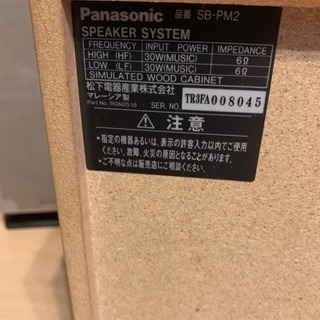 Panasonic 品番 SB-PM2
SPEAKER SYSTEM
FREQUENCY INPUT POWER IMPEDANCE
HIGH (HF) 30W(MUSIC) 6Ω
LOW (LF) 30W(MUSIC) 6Ω
SIMULATED WOOD CABINET
松下電器産業株式会社
マレーシア製
Part No. RGN2518 SER NO. TR3FA008045
⚠ 注意
•指定の機器あるいは、表示の許容入力以内でご使用
ください。故障、火災の原因となることがあります。
•不明な点は販売店にご相談ください。